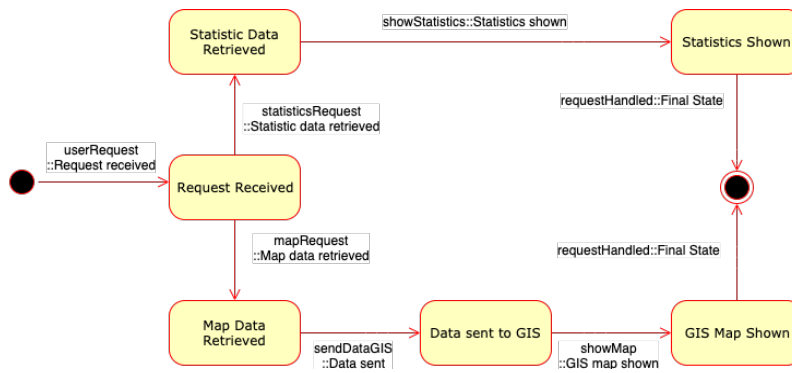 Statistic Data
Retrieved
showStatistics::Statistics shown
Statistics Shown
statisticsRequest
::Statistic data retrieved
requestHandled::Final State
userRequest
::Request received
Request Received
mapRequest
::Map data retrieved
requestHandled::Final State
Map Data
Retrieved
sendDataGIS
::Data sent
Data sent to GIS
showMap
::GIS map shown
GIS Map Shown